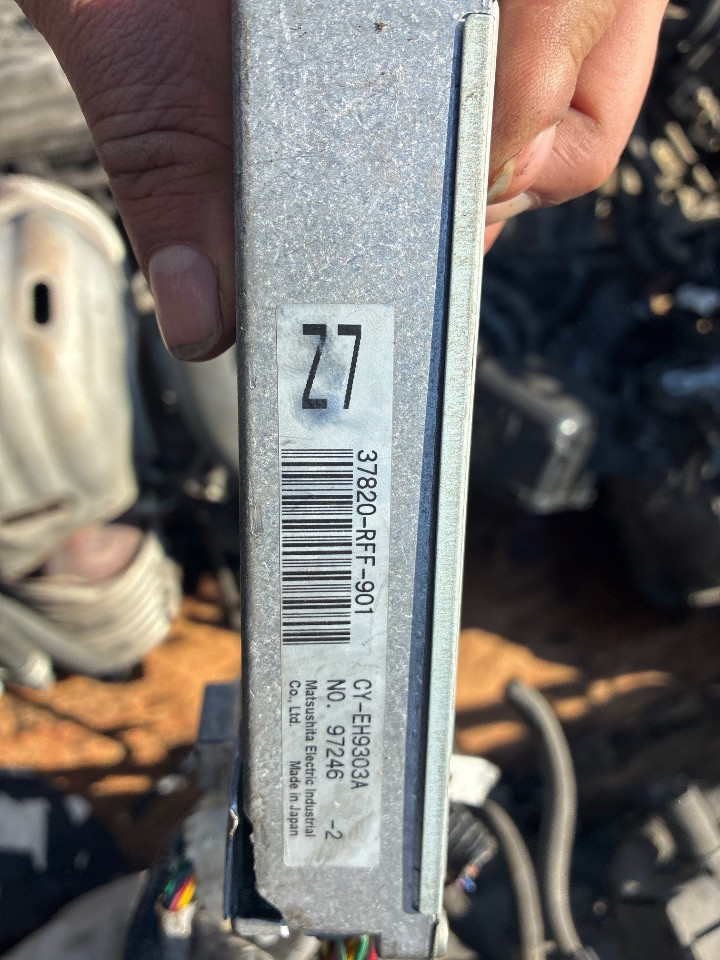 Z7
37820-RFF-901
CY-EH9303A
NO. 97246 -2
Matsushita Electric Industrial
Co., Ltd. Made in Japan